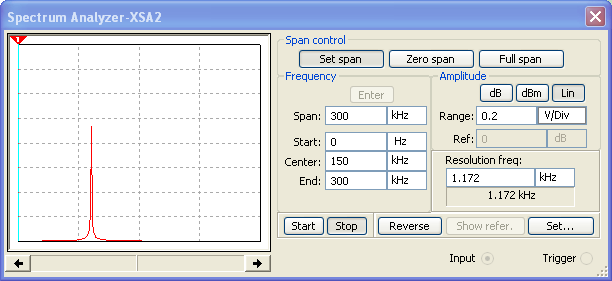 Spectrum Analyzer-XSA2
1
Span control
Set span Zero span Full span
Frequency
Enter
Span: 300 kHz
Start: 0 Hz
Center: 150 kHz
End: 300 kHz
Amplitude
dB dBm Lin
Range: 0.2 V/Div
Ref: 0 dB
Resolution freq:
1.172 kHz
1.172 kHz
Start Stop Reverse Show refer. Set...
Input Trigger